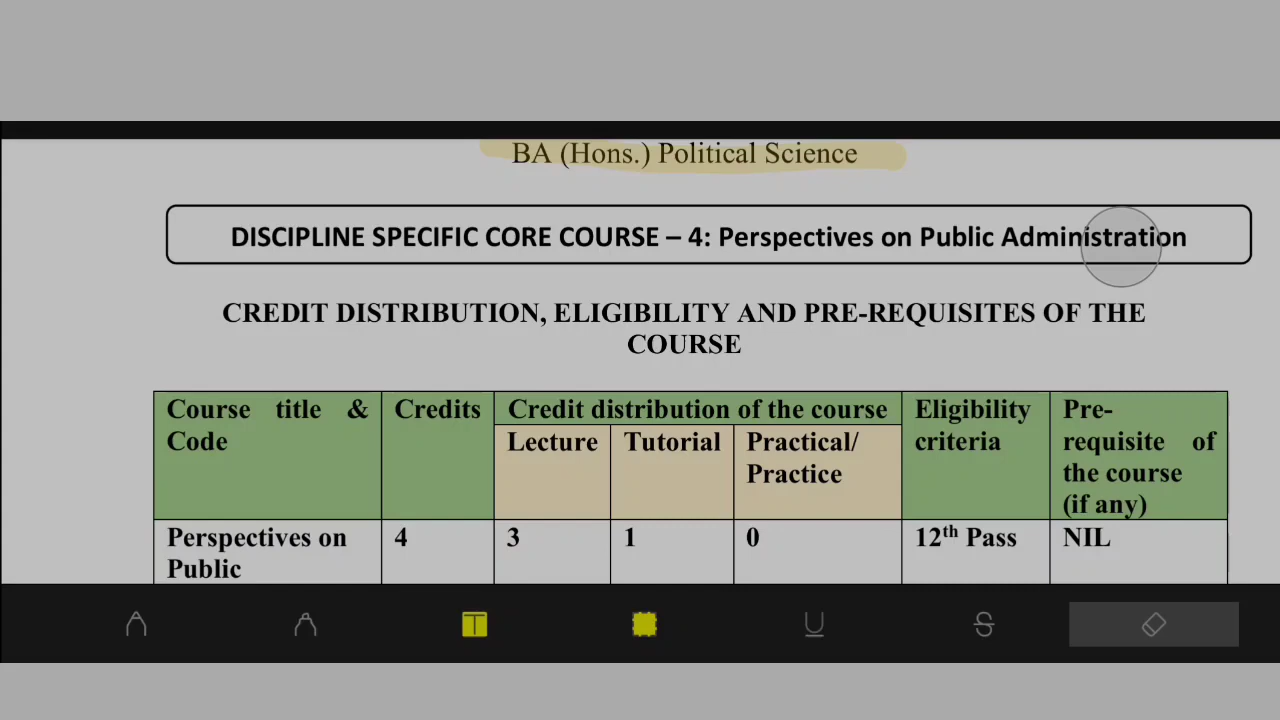 BA (Hons.) Political Science
DISCIPLINE SPECIFIC CORE COURSE – 4: Perspectives on Public Administration
CREDIT DISTRIBUTION, ELIGIBILITY AND PRE-REQUISITES OF THE
COURSE
Course title & Code
Credits
Credit distribution of the course
Eligibility criteria
Pre-requisite of the course (if any)
Lecture
Tutorial
Practical/ Practice
Perspectives on Public
4
3
1
0
12th Pass
NIL